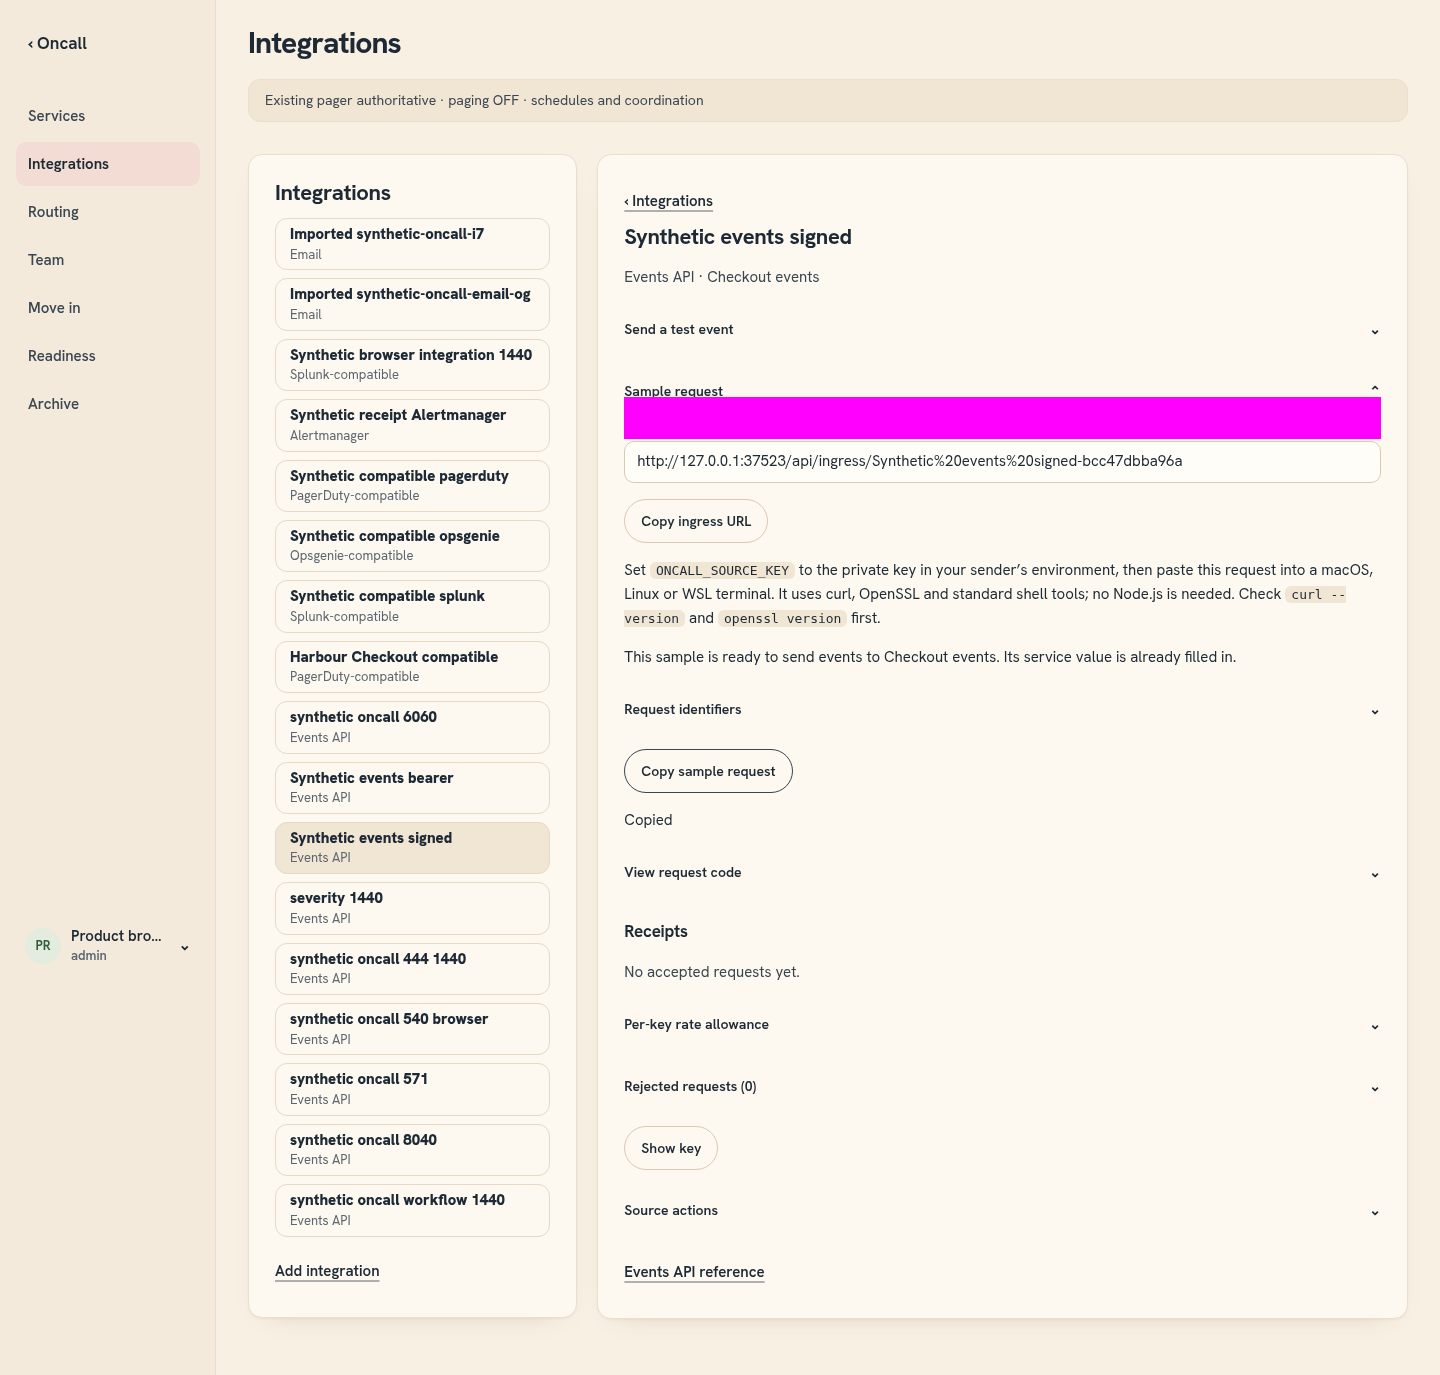 ‹ Oncall
Services
Integrations
Routing
Team
Move in
Readiness
Archive
PR
Product bro...
admin
Integrations
Existing pager authoritative · paging OFF · schedules and coordination
Integrations
Imported synthetic-oncall-i7
Email
Imported synthetic-oncall-email-og
Email
Synthetic browser integration 1440
Splunk-compatible
Synthetic receipt Alertmanager
Alertmanager
Synthetic compatible pagerduty
PagerDuty-compatible
Synthetic compatible opsgenie
Opsgenie-compatible
Synthetic compatible splunk
Splunk-compatible
Harbour Checkout compatible
PagerDuty-compatible
synthetic oncall 6060
Events API
Synthetic events bearer
Events API
Synthetic events signed
Events API
severity 1440
Events API
synthetic oncall 444 1440
Events API
synthetic oncall 540 browser
Events API
synthetic oncall 571
Events API
synthetic oncall 8040
Events API
synthetic oncall workflow 1440
Events API
Add integration
‹ Integrations
Synthetic events signed
Events API · Checkout events
Send a test event
Sample request
http://127.0.0.1:37523/api/ingress/Synthetic%20events%20signed-bcc47dbba96a
Copy ingress URL
Set ONCALL_SOURCE_KEY to the private key in your sender’s environment, then paste this request into a macOS,
Linux or WSL terminal. It uses curl, OpenSSL and standard shell tools; no Node.js is needed. Check curl --
version and openssl version first.
This sample is ready to send events to Checkout events. Its service value is already filled in.
Request identifiers
Copy sample request
Copied
View request code
Receipts
No accepted requests yet.
Per-key rate allowance
Rejected requests (0)
Show key
Source actions
Events API reference